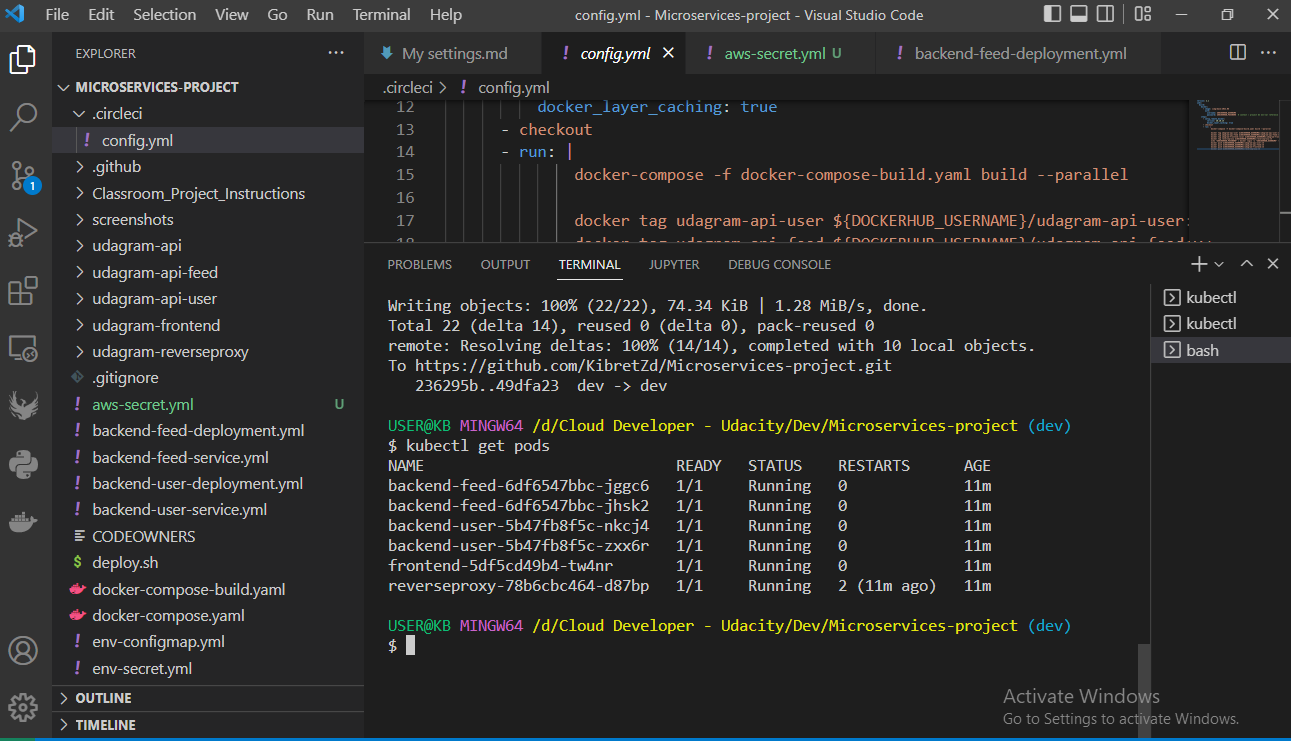 File Edit Selection View Go Run Terminal Help config.yml - Microservices-project - Visual Studio Code
EXPLORER
MICROSERVICES-PROJECT
.circleci
config.yml
.github
Classroom_Project_Instructions
screenshots
udagram-api
udagram-api-feed
udagram-api-user
udagram-frontend
udagram-reverseproxy
.gitignore
aws-secret.yml U
backend-feed-deployment.yml
backend-feed-service.yml
backend-user-deployment.yml
backend-user-service.yml
CODEOWNERS
deploy.sh
docker-compose-build.yaml
docker-compose.yaml
env-configmap.yml
env-secret.yml
OUTLINE
TIMELINE
1
My settings.md config.yml aws-secret.yml U backend-feed-deployment.yml
.circleci > config.yml
12 docker_layer_caching: true
13 - checkout
14 - run: |
15 docker-compose -f docker-compose-build.yaml build --parallel
16
17 docker tag udagram-api-user ${DOCKERHUB_USERNAME}/udagram-api-user:
18 docker tag udagram-api-feed ${DOCKERHUB_USERNAME}/udagram-api-feed
PROBLEMS OUTPUT TERMINAL JUPYTER DEBUG CONSOLE
Writing objects: 100% (22/22), 74.34 KiB | 1.28 MiB/s, done.
Total 22 (delta 14), reused 0 (delta 0), pack-reused 0
remote: Resolving deltas: 100% (14/14), completed with 10 local objects.
To https://github.com/KibretZd/Microservices-project.git
236295b..49dfa23 dev -> dev
USER@KB MINGW64 /d/Cloud Developer - Udacity/Dev/Microservices-project (dev)
$ kubectl get pods
NAME READY STATUS RESTARTS AGE
backend-feed-6df6547bbc-jggc6 1/1 Running 0 11m
backend-feed-6df6547bbc-jhsk2 1/1 Running 0 11m
backend-user-5b47fb8f5c-nkcj4 1/1 Running 0 11m
backend-user-5b47fb8f5c-zxx6r 1/1 Running 0 11m
frontend-5df5cd49b4-tw4nr 1/1 Running 0 11m
reverseproxy-78b6cbc464-d87bp 1/1 Running 2 (11m ago) 11m
USER@KB MINGW64 /d/Cloud Developer - Udacity/Dev/Microservices-project (dev)
$
kubectl
kubectl
bash
Activate Windows
Go to Settings to activate Windows.